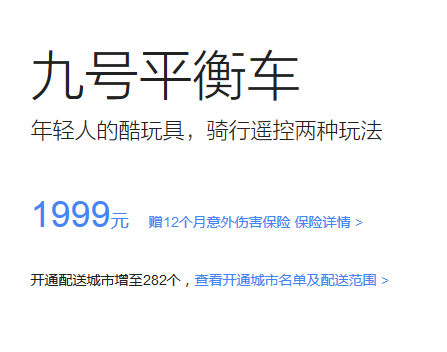 九号平衡车
年轻人的酷玩具，骑行遥控两种玩法
1999元 赠12个月意外伤害保险 保险详情 >
开通配送城市增至282个，查看开通城市名单及配送范围 >